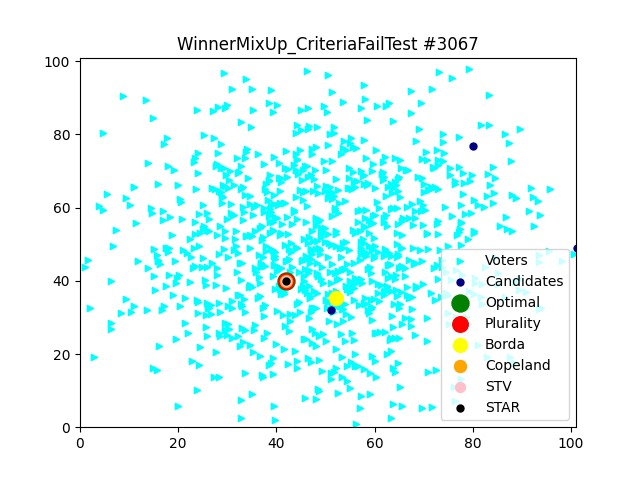 WinnerMixUp_CriteriaFailTest #3067
100
80
60
40
20
0
0 20 40 60 80 100
Voters
Candidates
Optimal
Plurality
Borda
Copeland
STV
STAR